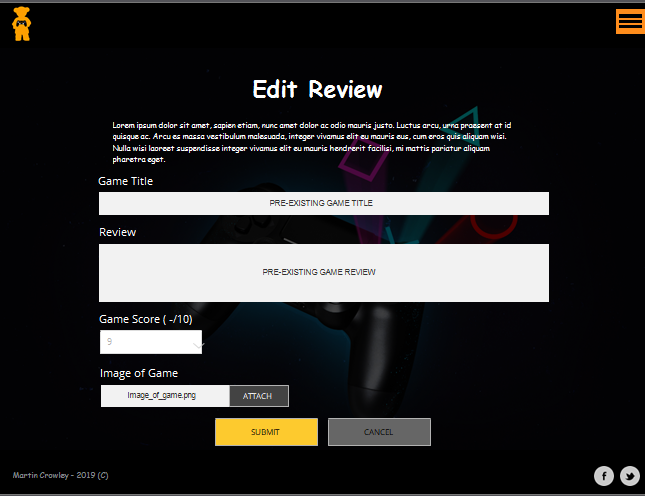 Edit Review
Lorem ipsum dolor sit amet, sapien etiam, nunc amet dolor ac odio mauris justo. Luctus arcu, urna praesent at id
quisque ac. Arcu es massa vestibulum malesuada, integer vivamus elit eu mauris eus, cum eros quis aliquam wisi.
Nulla wisi laoreet suspendisse integer vivamus elit eu mauris hendrerit facilisi, mi mattis pariatur aliquam
pharetra eget.
Game Title
PRE-EXISTING GAME TITLE
Review
PRE-EXISTING GAME REVIEW
Game Score ( -/10)
9
Image of Game
Image_of_game.png ATTACH
SUBMIT CANCEL
Martin Crowley - 2019 (C)